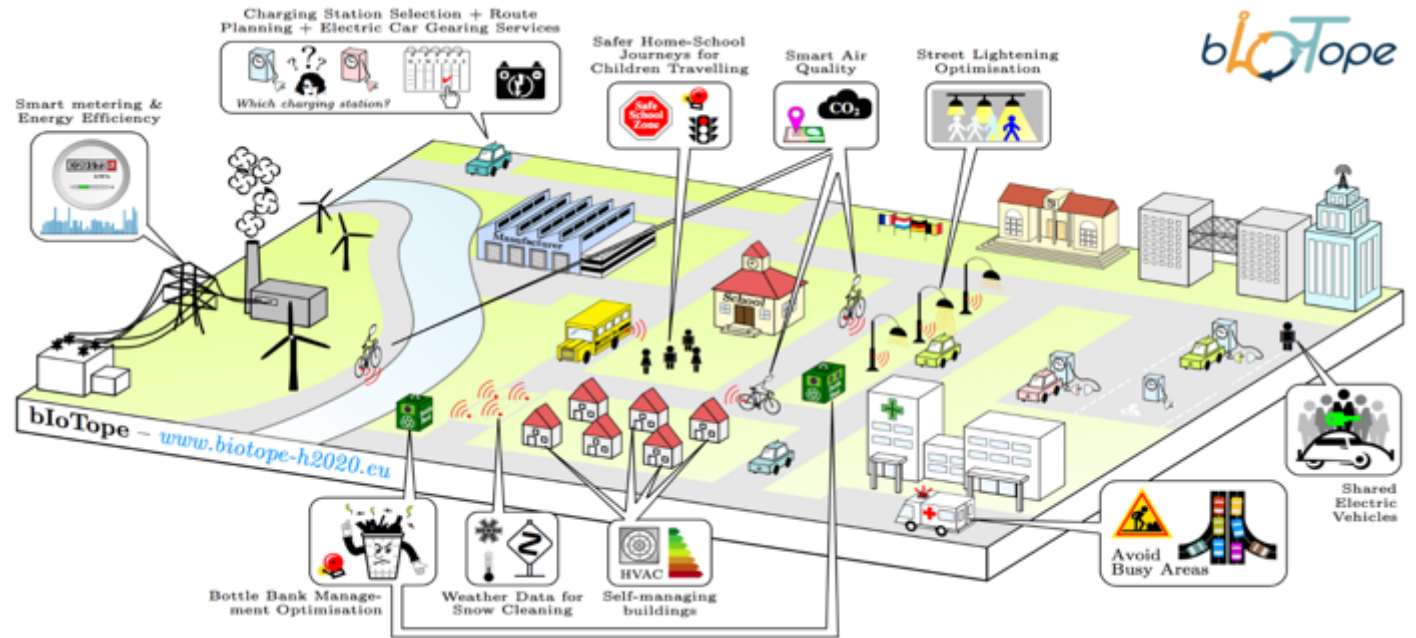 Charging Station Selection + Route
Planning + Electric Car Gearing Services
Which charging station?
Safer Home-School
Journeys for
Children Travelling
Safe
School
Zone
Smart Air
Quality
CO2
Street Lightening
Optimisation
bIoTope
Smart metering &
Energy Efficiency
Manufacturer
School
bIoTope – www.biotope-h2020.eu
Shared
Electric
Vehicles
Avoid
Busy Areas
HVAC
Bottle Bank Manage-
ment Optimisation
Weather Data for
Snow Cleaning
Self-managing
buildings